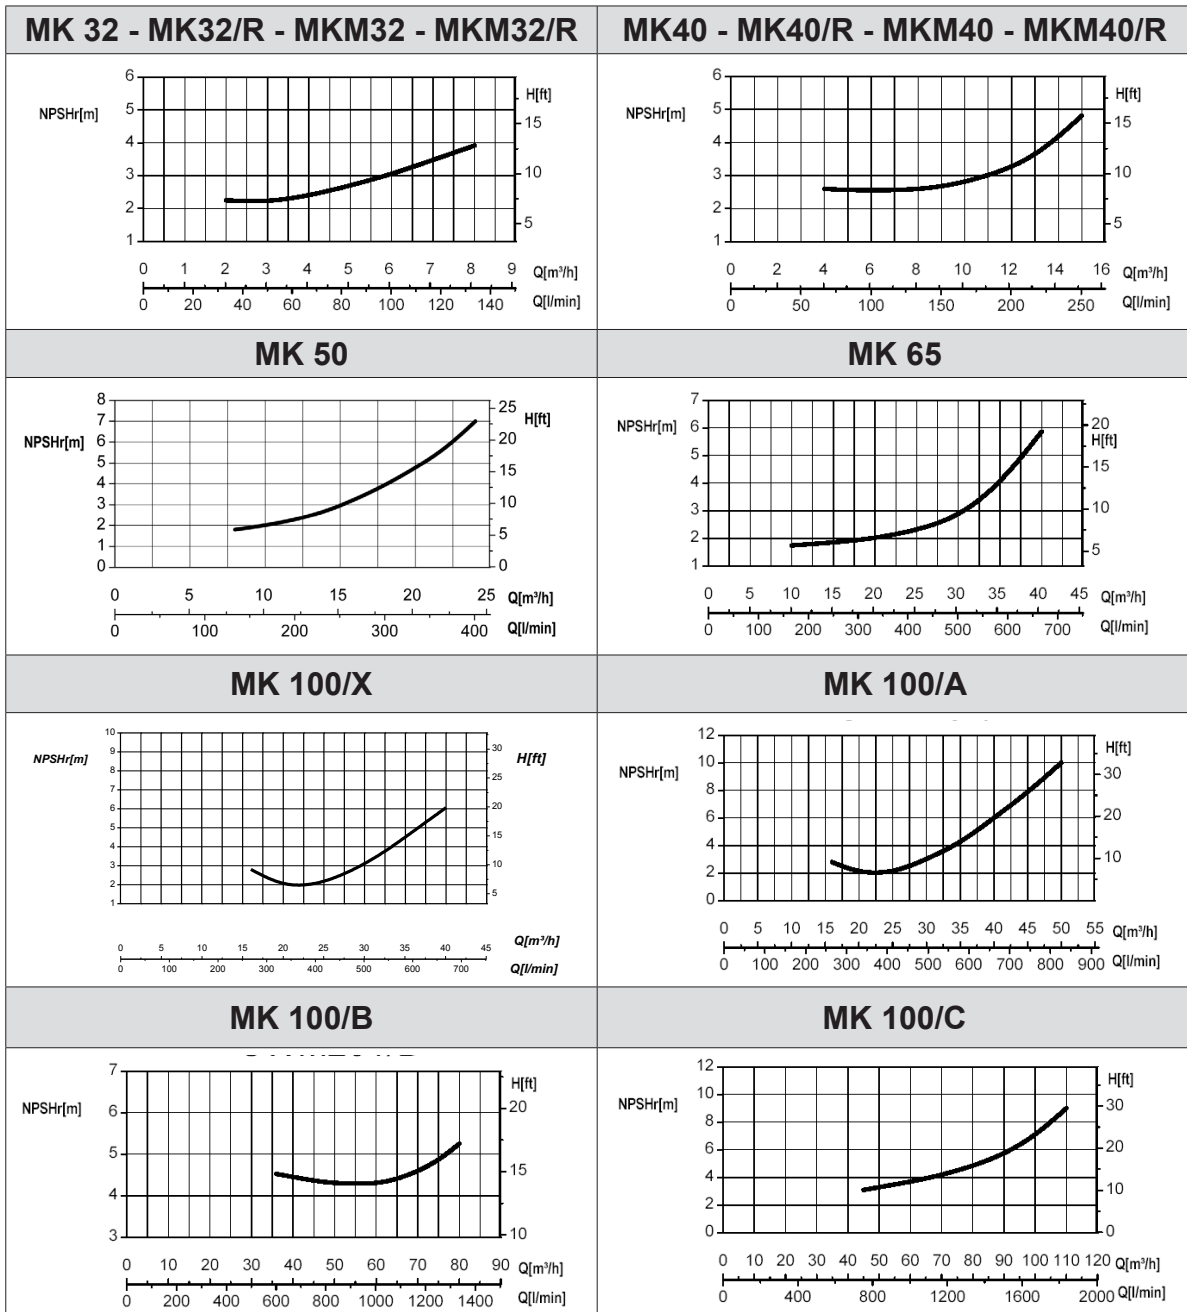 MK 32 - MK32/R - MKM32 - MKM32/R
6
5
4
3
2
1
NPSHr[m]
H[ft]
15
10
5
0 1 2 3 4 5 6 7 8 9 Q[m³/h]
0 20 40 60 80 100 120 140 Q[l/min]
MK40 - MK40/R - MKM40 - MKM40/R
6
5
4
3
2
1
NPSHr[m]
H[ft]
15
10
5
0 2 4 6 8 10 12 14 16 Q[m³/h]
0 50 100 150 200 250 Q[l/min]
MK 50
8
7
6
5
4
3
2
1
0
NPSHr[m]
25
H[ft]
20
15
10
5
0
0 5 10 15 20 25 Q[m³/h]
0 100 200 300 400 Q[l/min]
MK 65
7
6
5
4
3
2
1
NPSHr[m]
20
H[ft]
15
10
5
0 5 10 15 20 25 30 35 40 45 Q[m³/h]
0 100 200 300 400 500 600 700 Q[l/min]
MK 100/X
10
9
8
7
6
5
4
3
2
1
NPSHr[m]
30
H[ft]
25
20
15
10
5
0 5 10 15 20 25 30 35 40 45 Q[m³/h]
0 100 200 300 400 500 600 700 Q[l/min]
MK 100/A
12
10
8
6
4
2
0
NPSHr[m]
H[ft]
30
20
10
0 5 10 15 20 25 30 35 40 45 50 55 Q[m³/h]
0 100 200 300 400 500 600 700 800 900 Q[l/min]
MK 100/B
7
6
5
4
3
NPSHr[m]
H[ft]
20
15
10
0 10 20 30 40 50 60 70 80 90 Q[m³/h]
0 200 400 600 800 1000 1200 1400 Q[l/min]
MK 100/C
12
10
8
6
4
2
0
NPSHr[m]
H[ft]
30
20
10
0
0 10 20 30 40 50 60 70 80 90 100 110 120 Q[m³/h]
0 400 800 1200 1600 2000 Q[l/min]